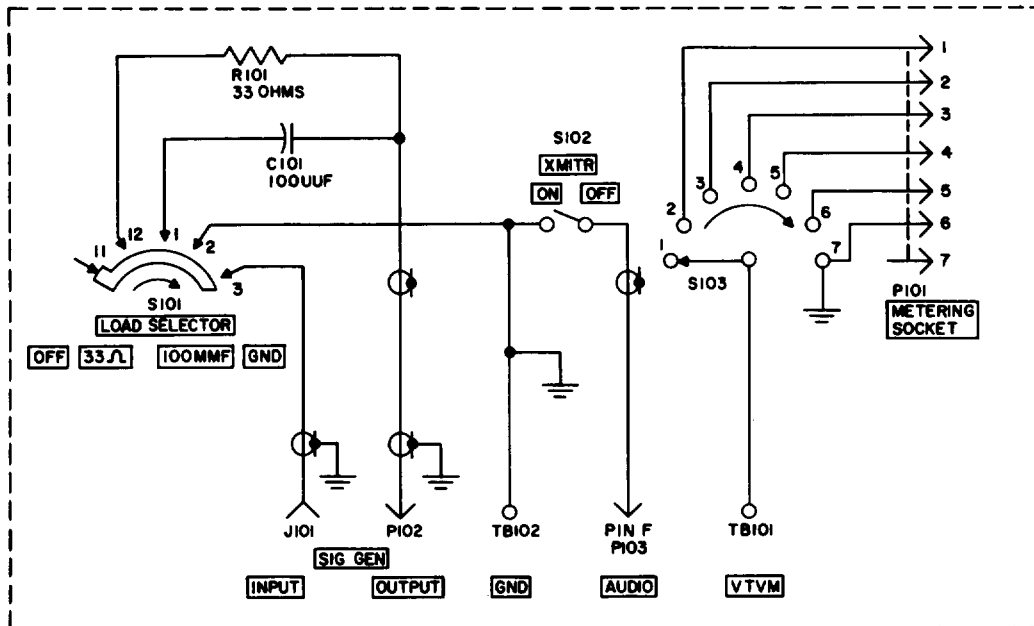 R101
33 OHMS
C101
100UUF
11
12
1
2
3
S101
LOAD SELECTOR
OFF
33Ω
100MMF
GND
S102
XMITR
ON
OFF
1
2
3
4
5
6
7
S103
1
2
3
4
5
6
7
P101
METERING
SOCKET
J101
P102
TB102
PIN F
P103
TB101
SIG GEN
INPUT
OUTPUT
GND
AUDIO
VTVM